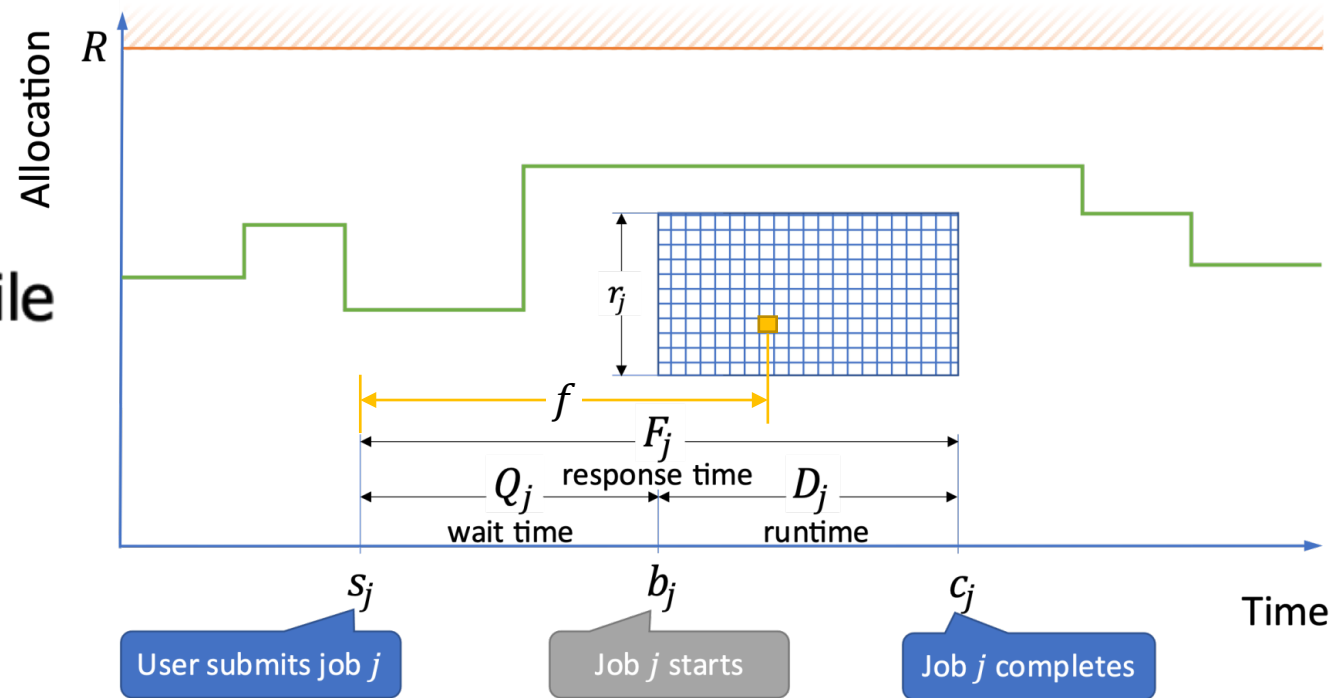 Allocation
R
ile
r_j
f
F_j
response time
Q_j
D_j
wait time
runtime
s_j
b_j
c_j
Time
User submits job j
Job j starts
Job j completes